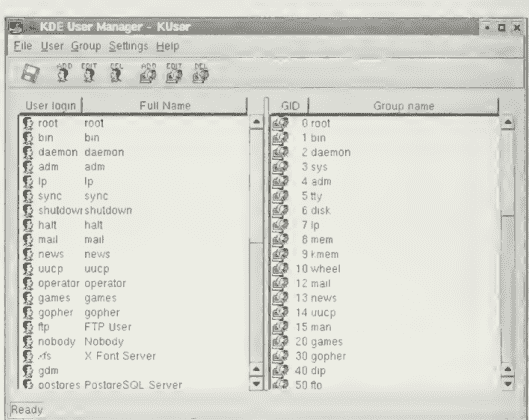 KDE User Manager - KUser
File User Group Settings Help
ADD EDIT DEL ADD EDIT DEL
User login Full Name
root root
bin bin
daemon daemon
adm adm
lp lp
sync sync
shutdown shutdown
halt halt
mail mail
news news
uucp uucp
operator operator
games games
gopher gopher
ftp FTP User
nobody Nobody
xfs X Font Server
gdm
postgres PostgreSQL Server
GID Group name
0 root
1 bin
2 daemon
3 sys
4 adm
5 tty
6 disk
7 lp
8 mem
9 kmem
10 wheel
12 mail
13 news
14 uucp
15 man
20 games
30 gopher
40 dip
50 ftp
Ready